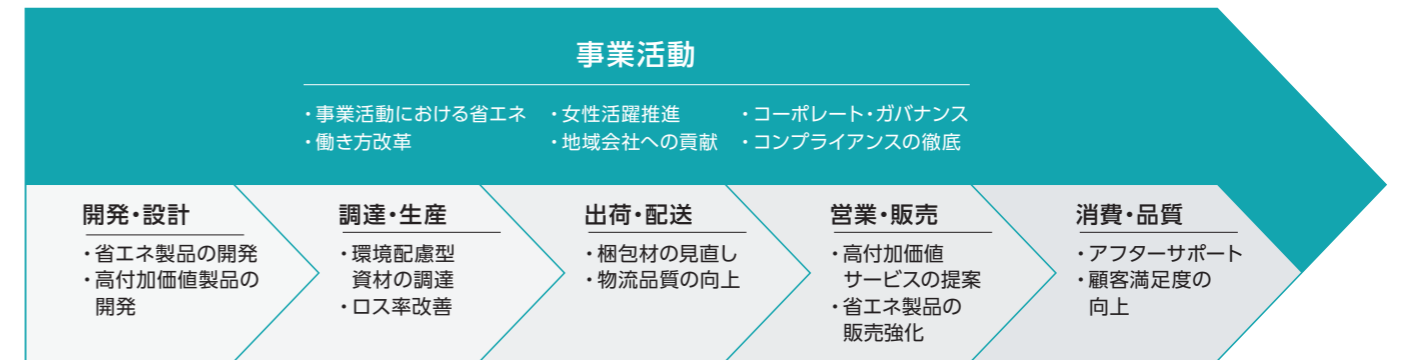 事業活動
・事業活動における省エネ ・女性活躍推進 ・コーポレート・ガバナンス
・働き方改革 ・地域会社への貢献 ・コンプライアンスの徹底
開発・設計
・省エネ製品の開発
・高付加価値製品の
開発
調達・生産
・環境配慮型
資材の調達
・ロス率改善
出荷・配送
・梱包材の見直し
・物流品質の向上
営業・販売
・高付加価値
サービスの提案
・省エネ製品の
販売強化
消費・品質
・アフターサポート
・顧客満足度の
向上